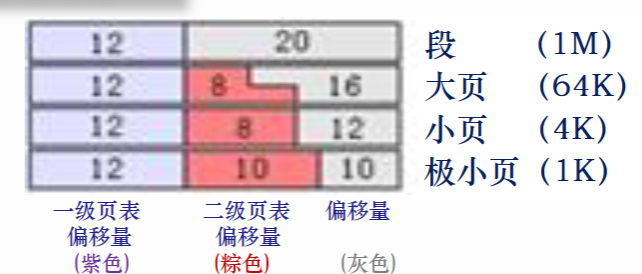 12 20 段 （1M）
12 8 16 大页 （64K）
12 8 12 小页 （4K）
12 10 10 极小页（1K）
一级页表 二级页表 偏移量
偏移量 偏移量
(紫色) (棕色) (灰色)